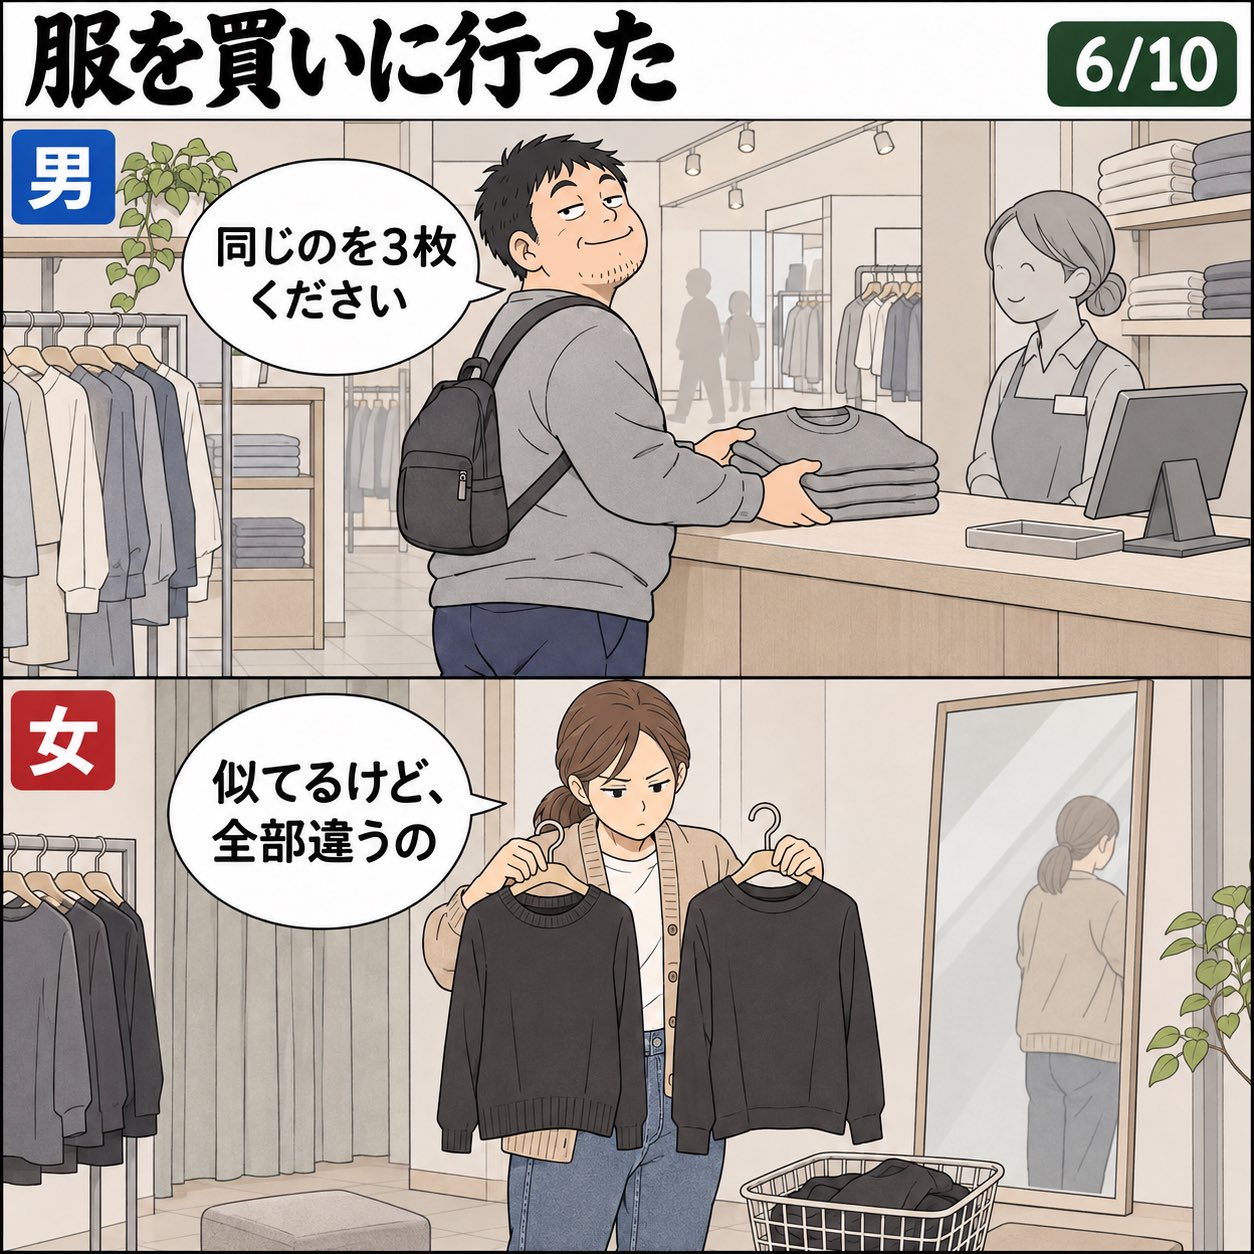 服を買いに行った
6/10
男
同じのを3枚
ください
女
似てるけど、
全部違うの